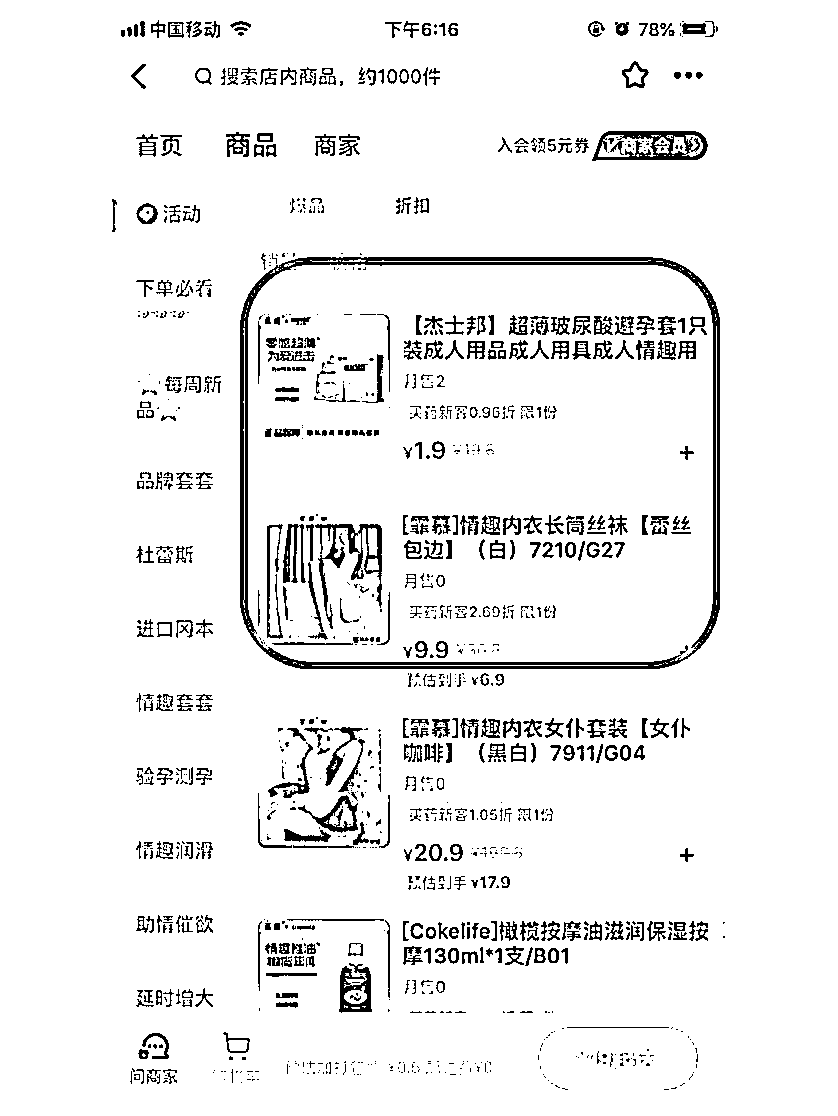 中国移动
下午6:16
78%
搜索店内商品，约1000件
首页
商品
商家
入会领5元券
商家会员
活动
爆品
折扣
下单必看
每周新
品
品牌套套
杜蕾斯
进口冈本
情趣套套
验孕测孕
情趣润滑
助情催欲
延时增大
【杰士邦】超薄玻尿酸避孕套1只
装成人用品成人用具成人情趣用
月售2
买药新客0.96折 限1份
¥1.9
[霏慕]情趣内衣长筒丝袜【蕾丝
包边】（白）7210/G27
月售0
买药新客2.69折 限1份
¥9.9
预估到手 ¥6.9
[霏慕]情趣内衣女仆套装【女仆
咖啡】（黑白）7911/G04
月售0
买药新客1.05折 限1份
¥20.9
预估到手 ¥17.9
[Cokelife]橄榄按摩油滋润保湿按
摩130ml*1支/B01
月售0
问商家